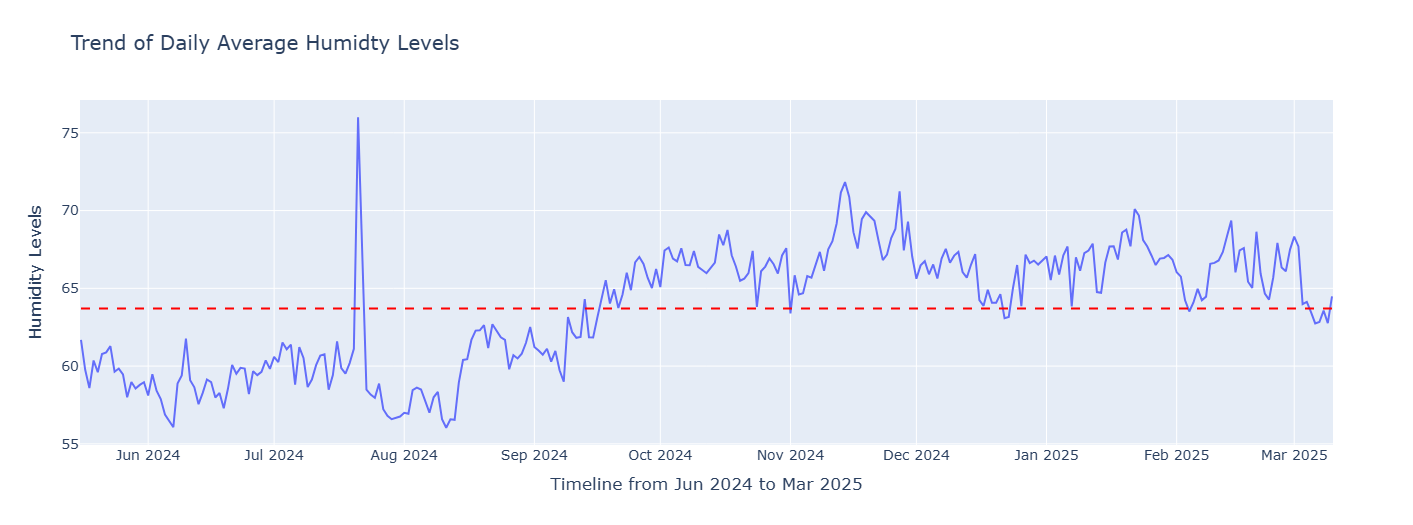 Trend of Daily Average Humidty Levels
Humidity Levels
75
70
65
60
55
Jun 2024
Jul 2024
Aug 2024
Sep 2024
Oct 2024
Nov 2024
Dec 2024
Jan 2025
Feb 2025
Mar 2025
Timeline from Jun 2024 to Mar 2025